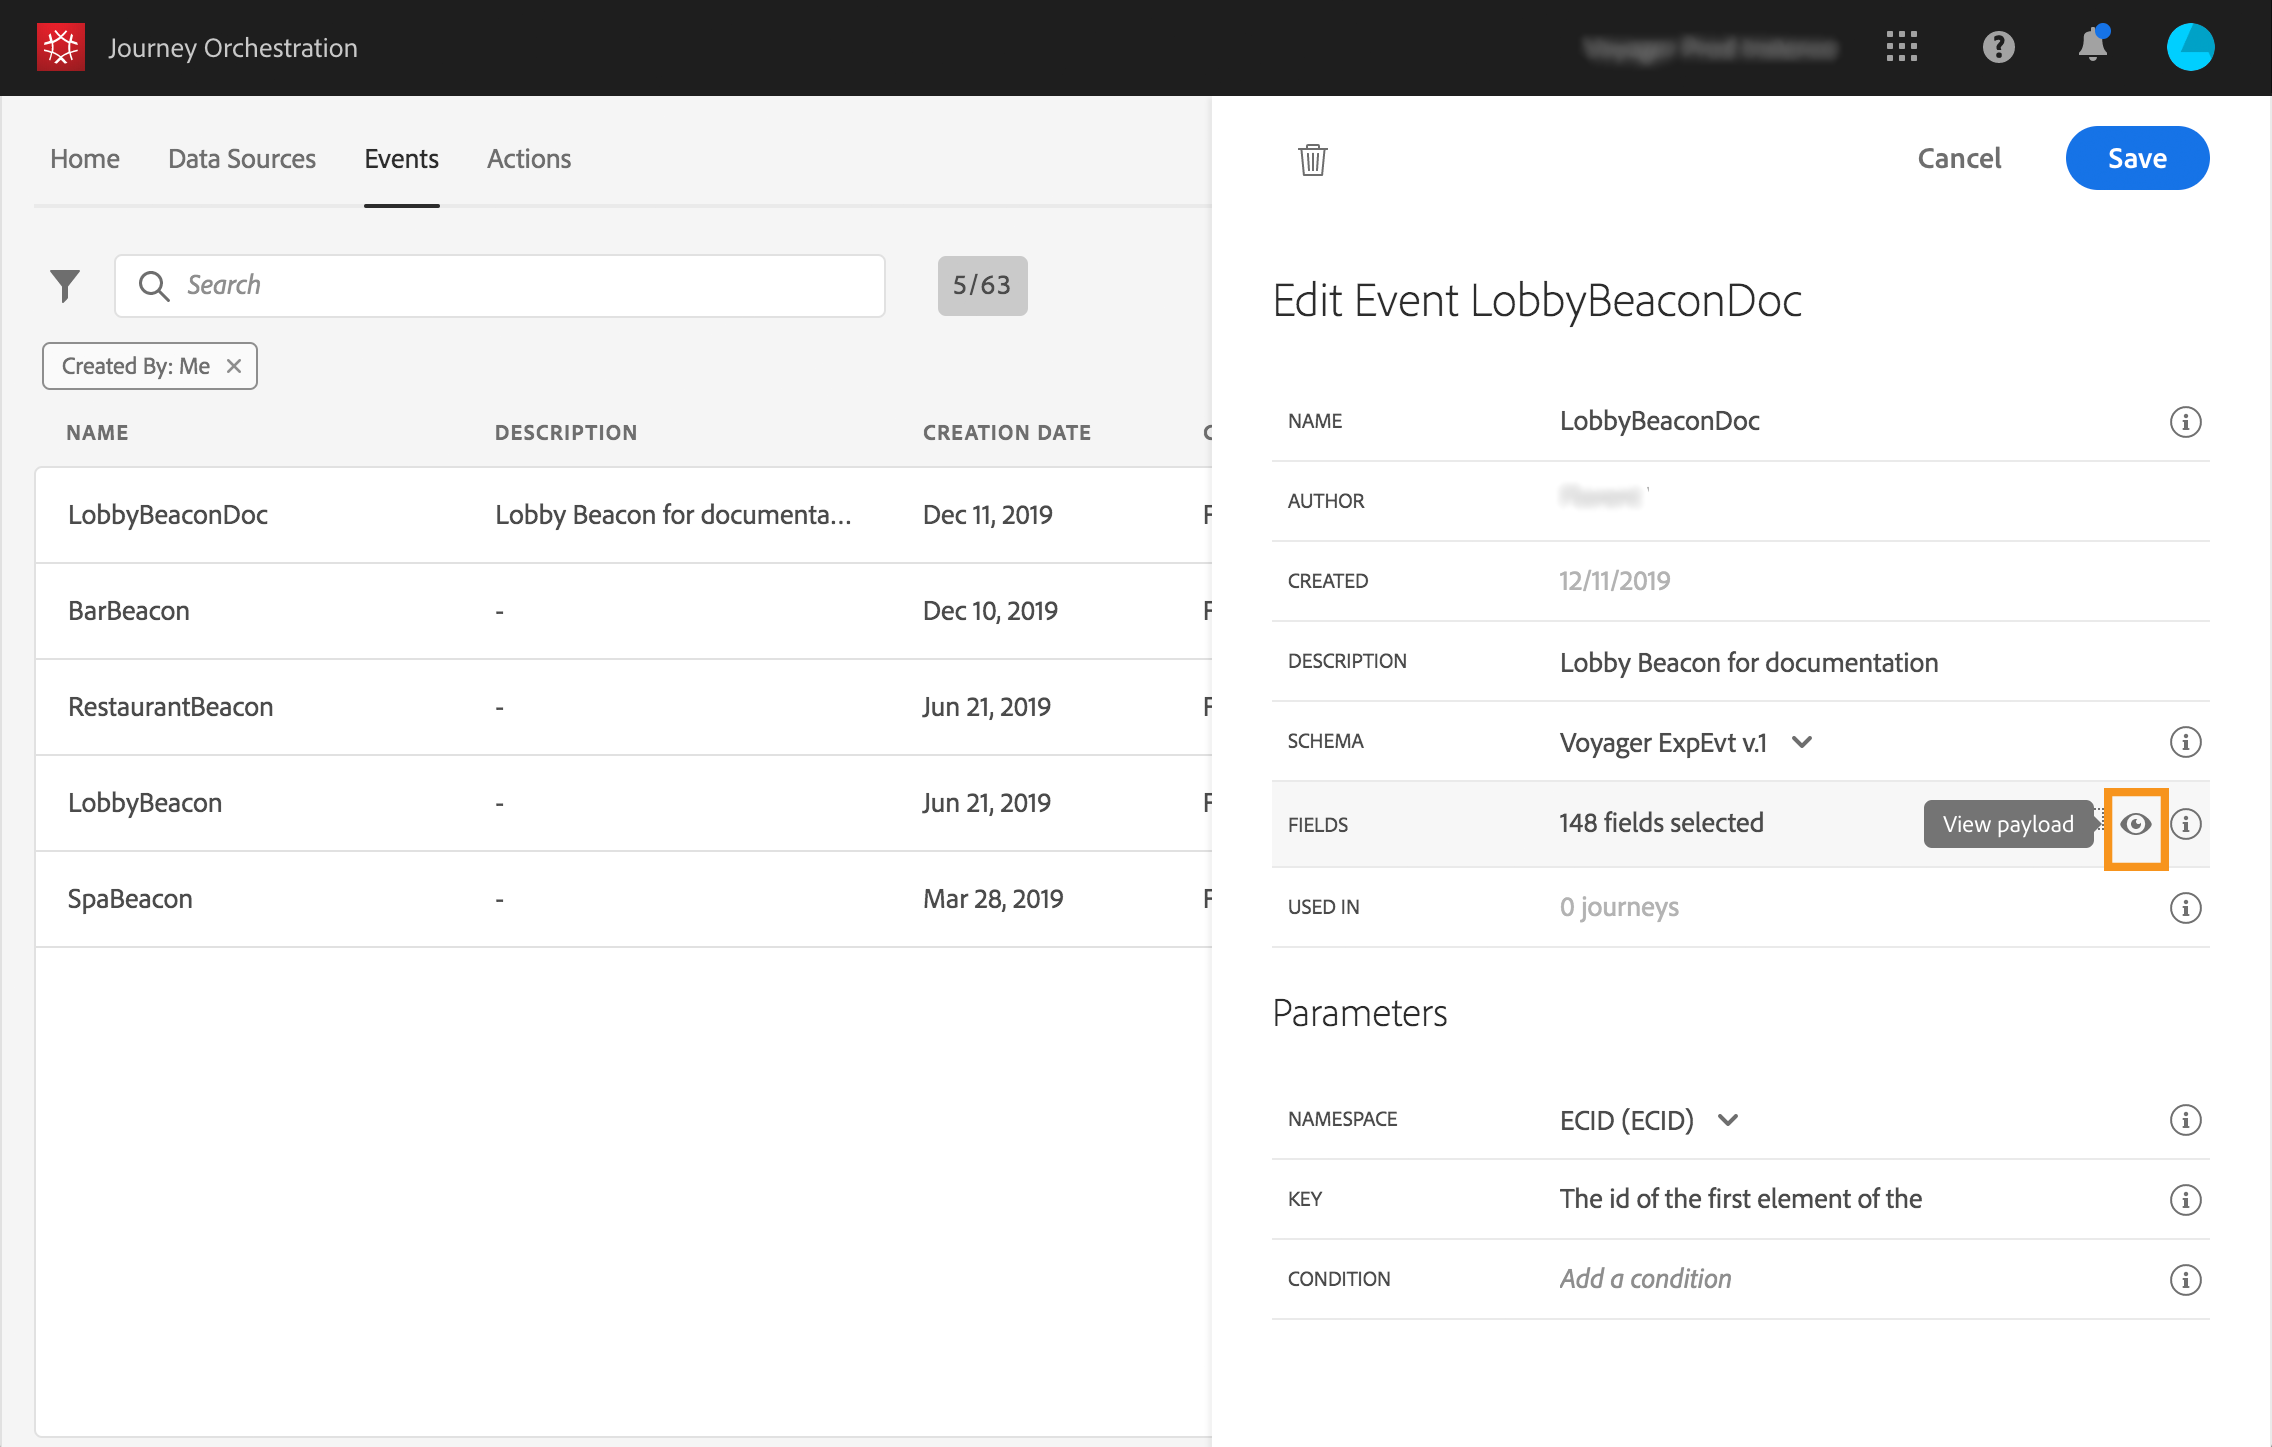 Journey Orchestration
Home Data Sources Events Actions
Search
5/63
Created By: Me
NAME DESCRIPTION CREATION DATE
LobbyBeaconDoc Lobby Beacon for documenta... Dec 11, 2019
BarBeacon - Dec 10, 2019
RestaurantBeacon - Jun 21, 2019
LobbyBeacon - Jun 21, 2019
SpaBeacon - Mar 28, 2019
Cancel Save
Edit Event LobbyBeaconDoc
NAME LobbyBeaconDoc
AUTHOR
CREATED 12/11/2019
DESCRIPTION Lobby Beacon for documentation
SCHEMA Voyager ExpEvt v.1
FIELDS 148 fields selected View payload
USED IN 0 journeys
Parameters
NAMESPACE ECID (ECID)
KEY The id of the first element of the
CONDITION Add a condition